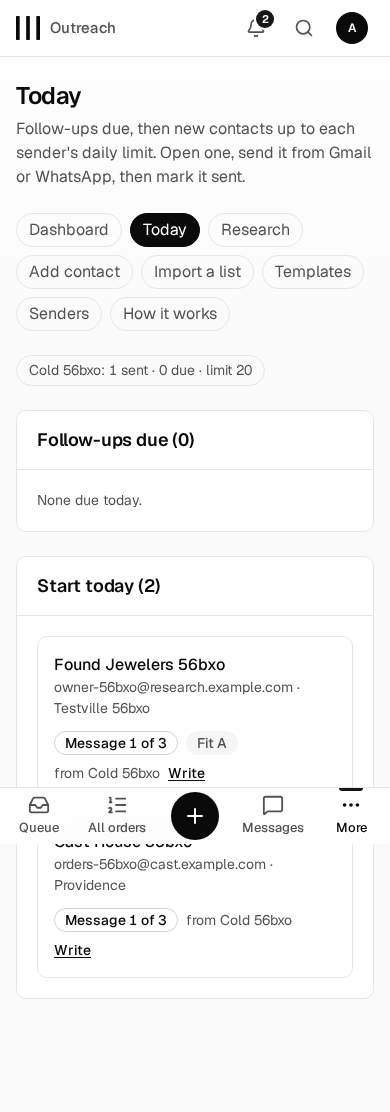 Outreach
2
A
Today
Follow-ups due, then new contacts up to each
sender's daily limit. Open one, send it from Gmail
or WhatsApp, then mark it sent.
Dashboard
Today
Research
Add contact
Import a list
Templates
Senders
How it works
Cold 56bxo: 1 sent · 0 due · limit 20
Follow-ups due (0)
None due today.
Start today (2)
Found Jewelers 56bxo
owner-56bxo@research.example.com ·
Testville 56bxo
Message 1 of 3
Fit A
from Cold 56bxo Write
Queue
All orders
Messages
More
Cast House 56bxo
orders-56bxo@cast.example.com ·
Providence
Message 1 of 3
from Cold 56bxo
Write